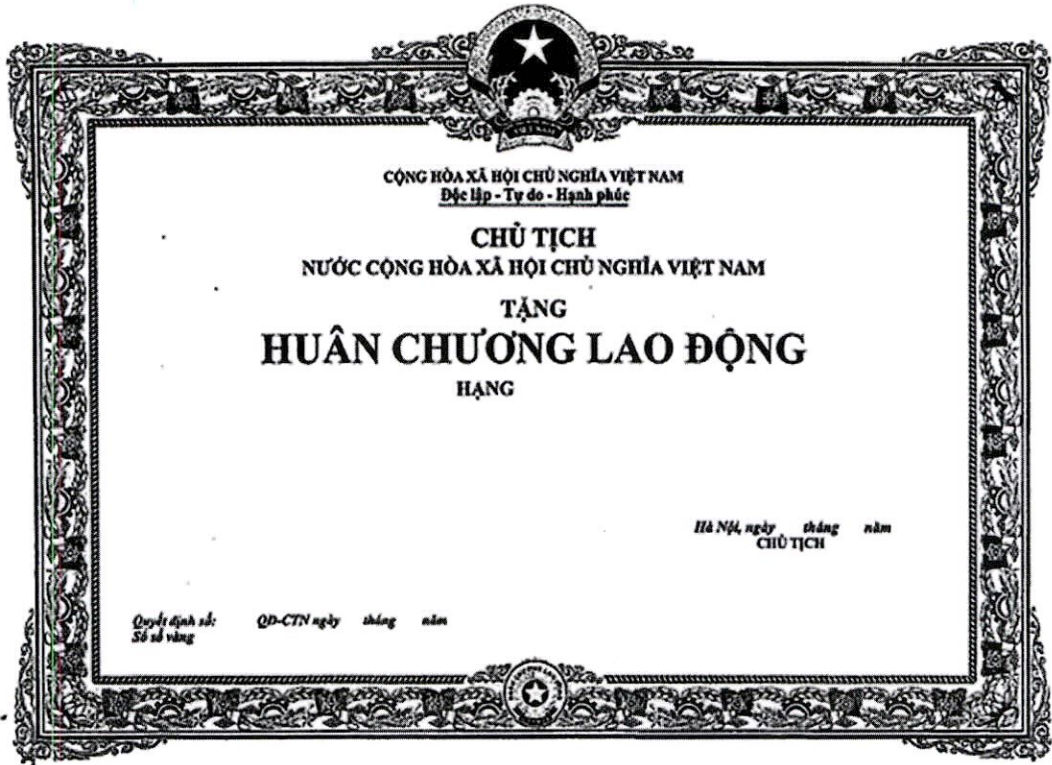 VIỆT NAM
CỘNG HÒA XÃ HỘI CHỦ NGHĨA VIỆT NAM
Độc lập - Tự do - Hạnh phúc
CHỦ TỊCH
NƯỚC CỘNG HÒA XÃ HỘI CHỦ NGHĨA VIỆT NAM
TẶNG
HUÂN CHƯƠNG LAO ĐỘNG
HẠNG
Hà Nội, ngày tháng năm
CHỦ TỊCH
Quyết định số: QĐ-CTN ngày tháng năm
Số sổ vàng